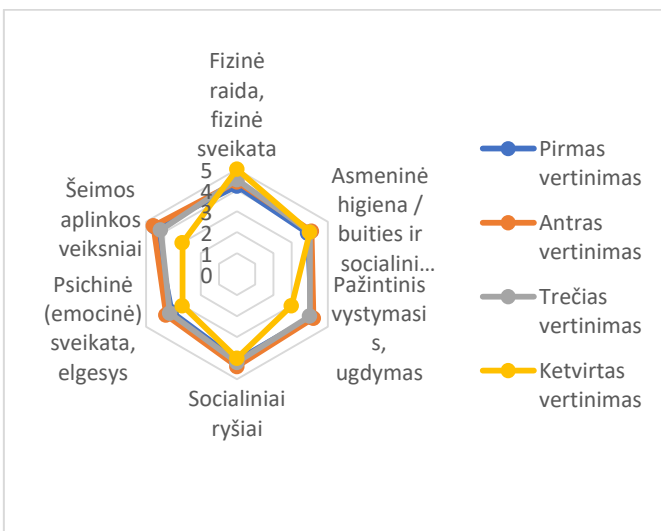 Fizinė
raida,
fizinė
sveikata
Asmeninė
higiena /
buities ir
socialini...
Pažintinis
vystymasi
s,
ugdymas
Socialiniai
ryšiai
Psichinė
(emocinė)
sveikata,
elgesys
Šeimos
aplinkos
veiksniai
5
4
3
2
1
0
Pirmas
vertinimas
Antras
vertinimas
Trečias
vertinimas
Ketvirtas
vertinimas